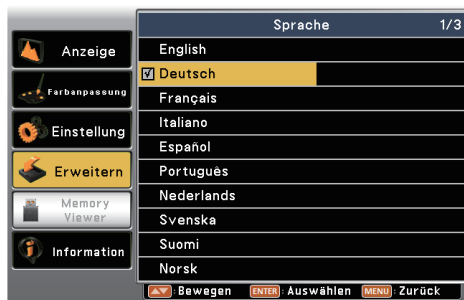 Sprache 1/3
Anzeige
Farbanpassung
Einstellung
Erweitern
Memory
Viewer
Information
English
Deutsch
Français
Italiano
Español
Português
Nederlands
Svenska
Suomi
Norsk
:Bewegen ENTER :Auswählen MENU :Zurück